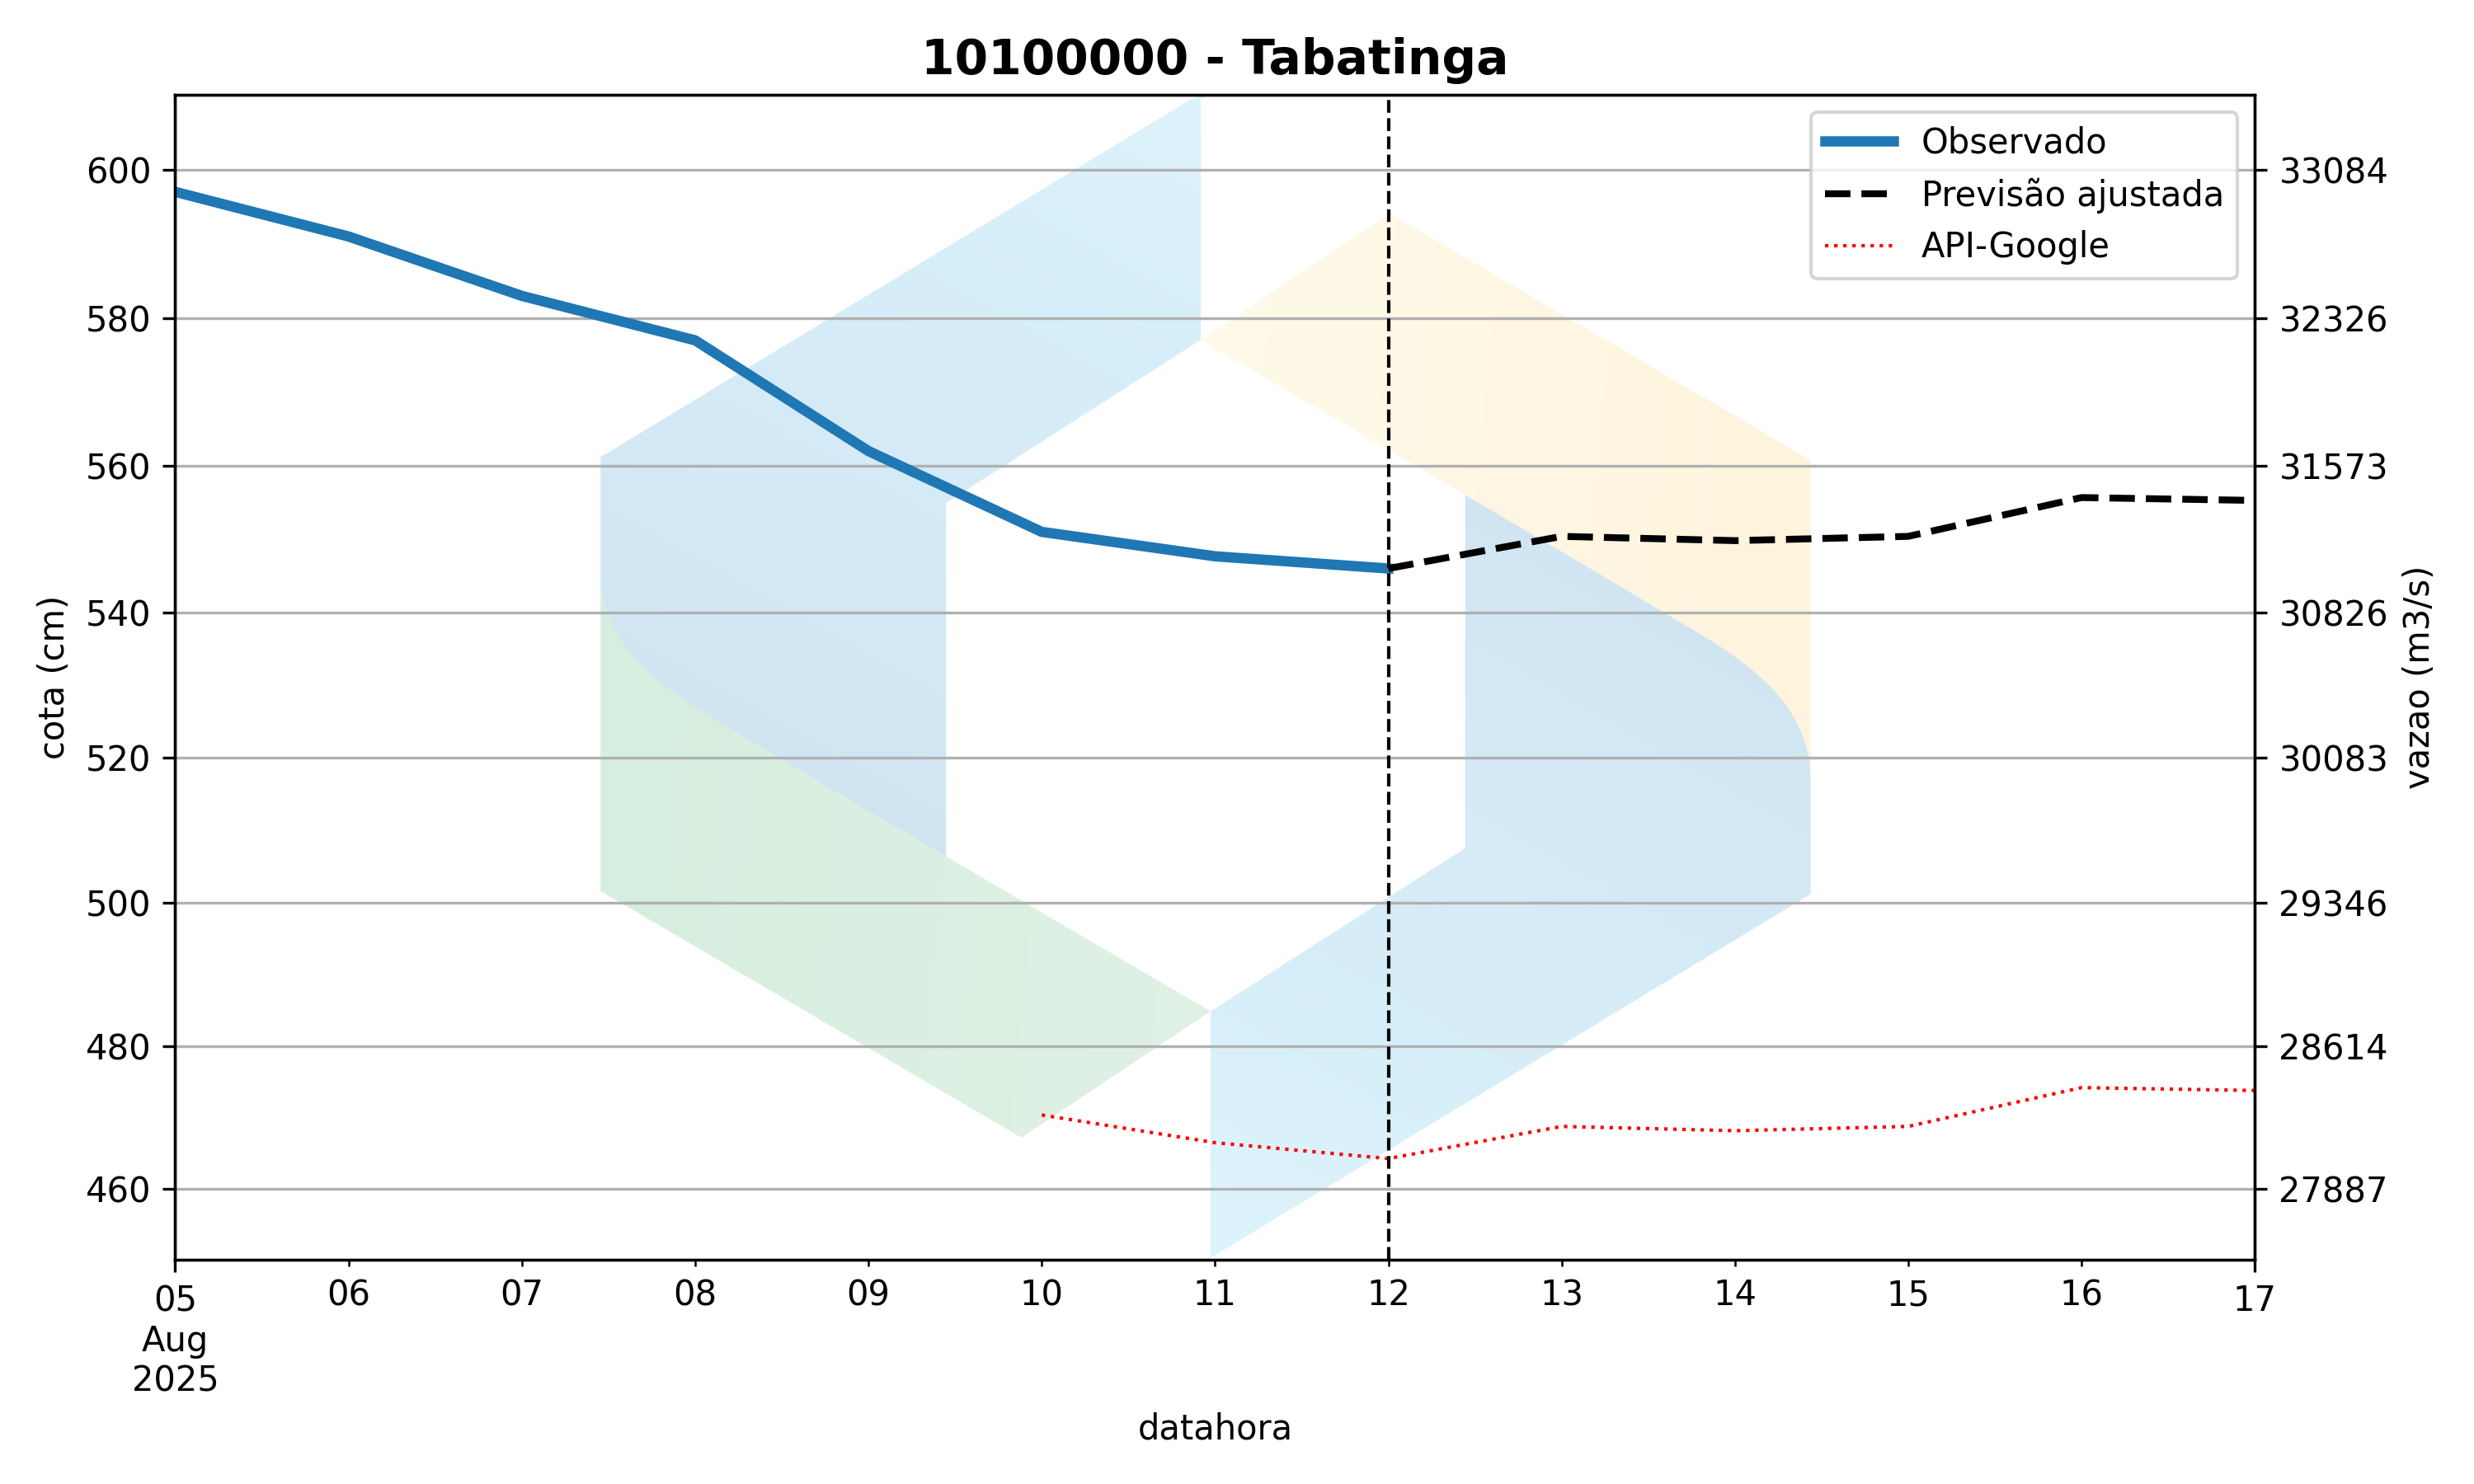 10100000 - Tabatinga
Observado
Previsão ajustada
API-Google
600
580
560
540
520
500
480
460
cota (cm)
33084
32326
31573
30826
30083
29346
28614
27887
vazao (m3/s)
05 06 07 08 09 10 11 12 13 14 15 16 17
Aug
2025
datahora